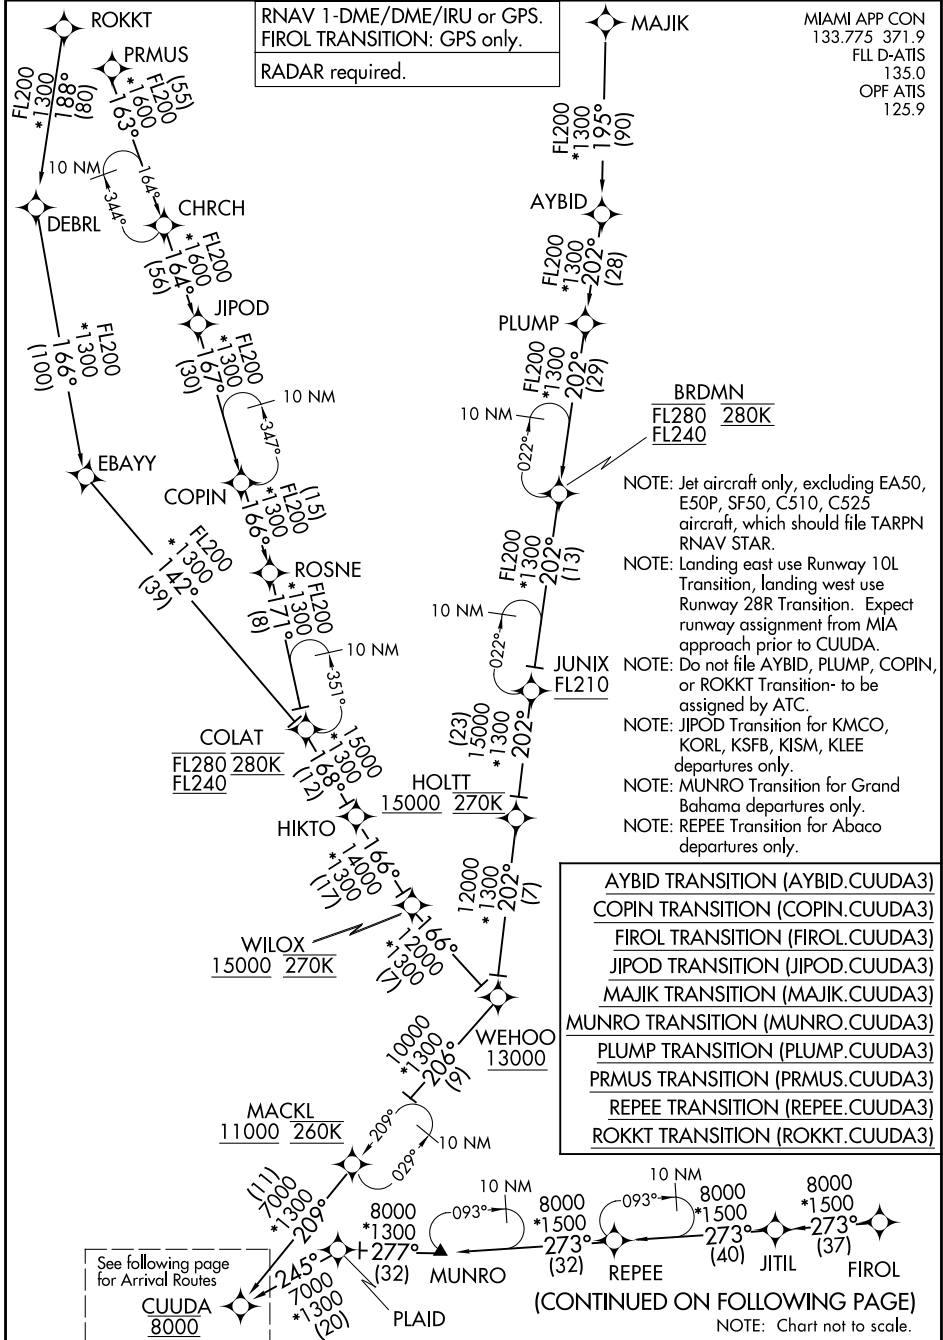 ROKKT
RNAV 1-DME/DME/IRU or GPS.
FIROL TRANSITION: GPS only.
RADAR required.
MAJIK
MIAMI APP CON
133.775 371.9
FLL D-ATIS
135.0
OPF ATIS
125.9
PRMUS
FL200
*1300
188°
(80)
(55)
FL200
*1600
163°
FL200
*1300
195°
(90)
10 NM
164°
344°
DEBRL
CHRCH
AYBID
FL200
*1600
164°
(56)
FL200
*1300
202°
(28)
JIPOD
PLUMP
FL200
*1300
166°
(100)
FL200
*1300
167°
(30)
FL200
*1300
202°
(29)
10 NM
347°
10 NM
022°
BRDMN
FL280 280K
FL240
EBAYY
COPIN
(15)
FL200
*1300
166°
NOTE: Jet aircraft only, excluding EA50,
E50P, SF50, C510, C525
aircraft, which should file TARPN
RNAV STAR.
FL200
*1300
142°
(39)
ROSNE
FL200
*1300
171°
(8)
FL200
*1300
202°
(13)
NOTE: Landing east use Runway 10L
Transition, landing west use
Runway 28R Transition. Expect
runway assignment from MIA
approach prior to CUUDA.
10 NM
351°
10 NM
022°
JUNIX
FL210
NOTE: Do not file AYBID, PLUMP, COPIN,
or ROKKT Transition- to be
assigned by ATC.
COLAT
FL280 280K
FL240
15000
*1300
168°
(12)
(23)
15000
*1300
202°
NOTE: JIPOD Transition for KMCO,
KORL, KSFB, KISM, KLEE
departures only.
HOLTT
15000 270K
NOTE: MUNRO Transition for Grand
Bahama departures only.
HIKTO
NOTE: REPEE Transition for Abaco
departures only.
166°
14000
*1300
(17)
12000
*1300
202°
(7)
AYBID TRANSITION (AYBID.CUUDA3)
COPIN TRANSITION (COPIN.CUUDA3)
FIROL TRANSITION (FIROL.CUUDA3)
JIPOD TRANSITION (JIPOD.CUUDA3)
MAJIK TRANSITION (MAJIK.CUUDA3)
MUNRO TRANSITION (MUNRO.CUUDA3)
PLUMP TRANSITION (PLUMP.CUUDA3)
PRMUS TRANSITION (PRMUS.CUUDA3)
REPEE TRANSITION (REPEE.CUUDA3)
ROKKT TRANSITION (ROKKT.CUUDA3)
WILOX
15000 270K
166°
12000
*1300
(7)
WEHOO
13000
10000
*1300
206°
(9)
MACKL
11000 260K
209°
029°
10 NM
(11)
7000
*1300
209°
8000
*1300
277°
(32)
093°
10 NM
8000
*1500
273°
(32)
093°
10 NM
8000
*1500
273°
(40)
8000
*1500
273°
(37)
MUNRO
REPEE
JITIL
FIROL
See following page
for Arrival Routes
CUUDA
8000
245°
7000
*1300
(20)
PLAID
(CONTINUED ON FOLLOWING PAGE)
NOTE: Chart not to scale.